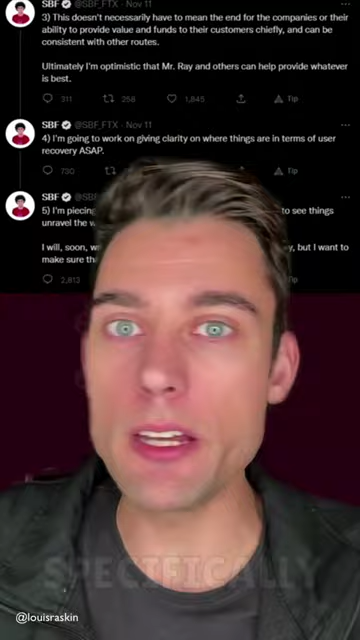 SBF @SBF_FTX · Nov 11
3) This doesn't necessarily have to mean the end for the companies or their
ability to provide value and funds to their customers chiefly, and can be
consistent with other routes.
Ultimately I'm optimistic that Mr. Ray and others can help provide whatever
is best.
311 258 1,845 Tip
SBF @SBF_FTX · Nov 11
4) I'm going to work on giving clarity on where things are in terms of user
recovery ASAP.
730 Tip
SBF @SBF
5) I'm piecing to see things
unravel the
I will, soon, but I want to
make sure
2,813
SPECIFICALLY
@louisraskin